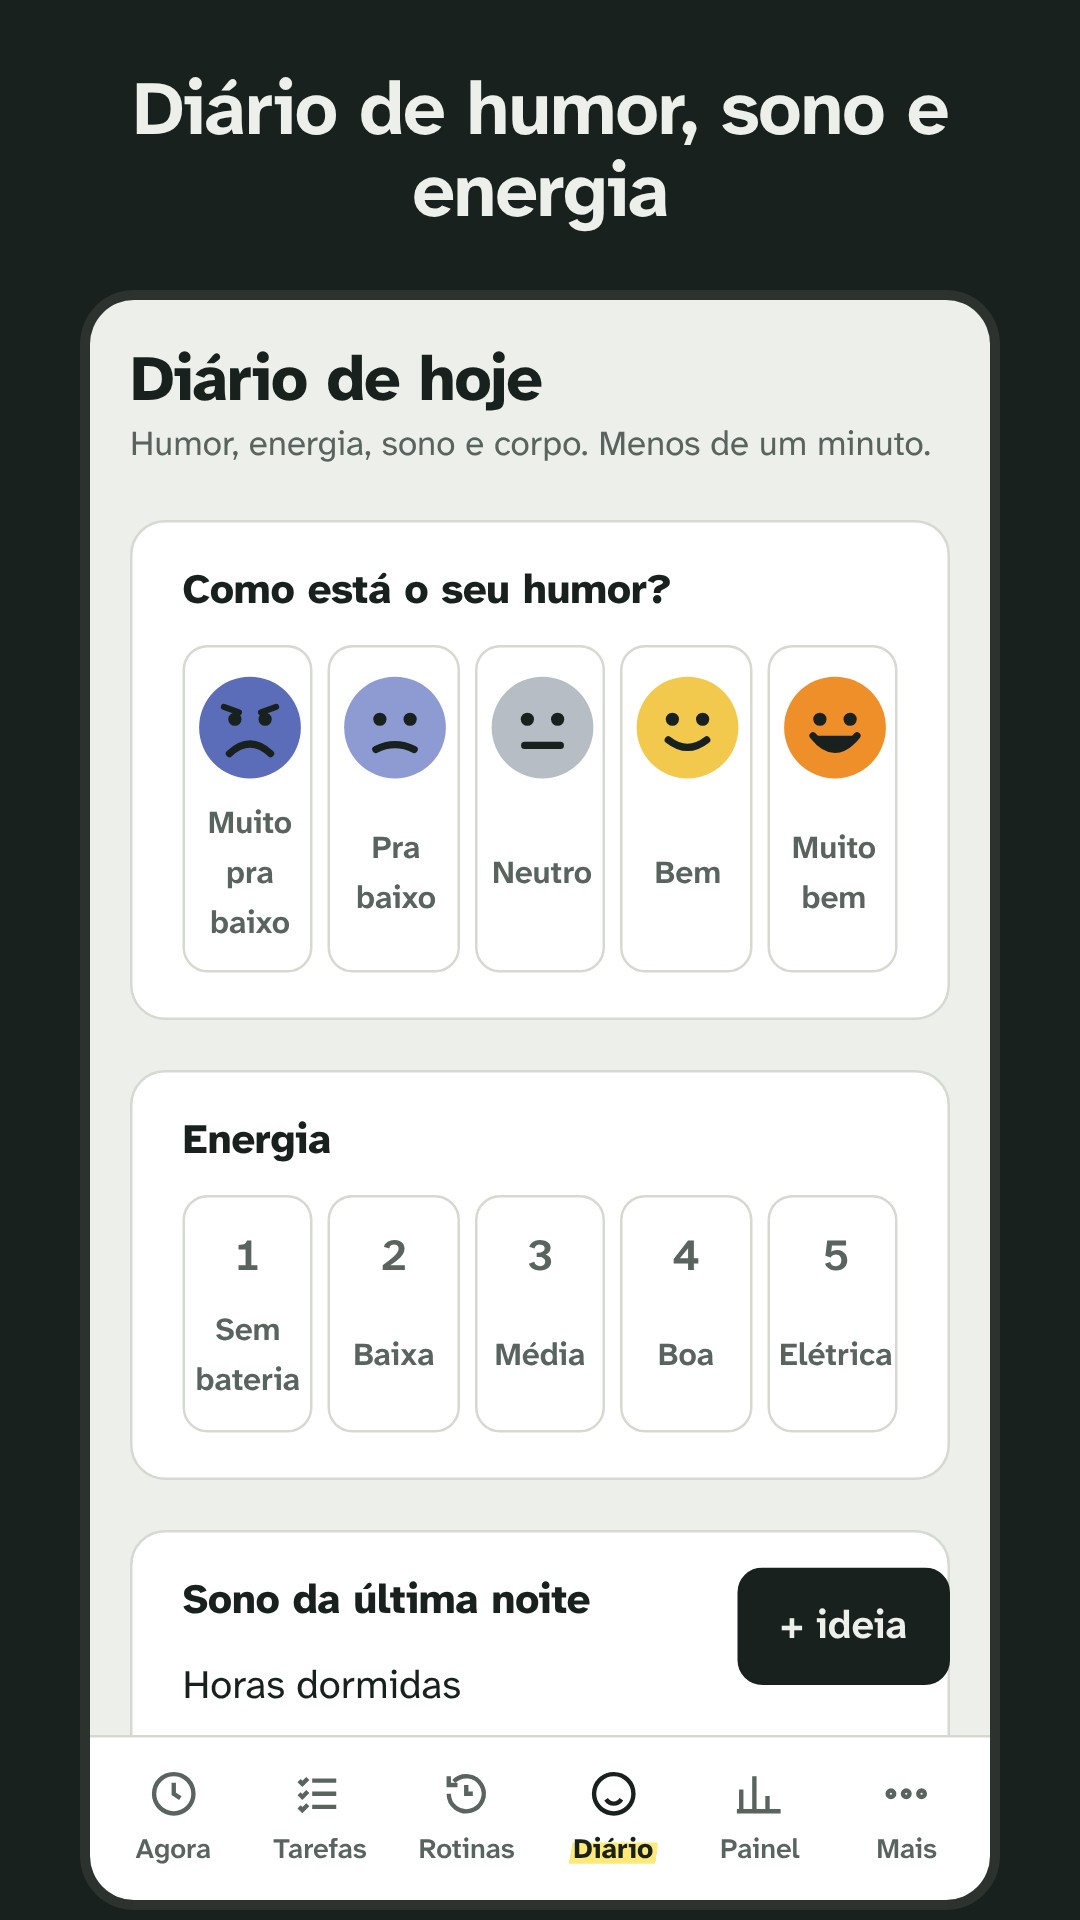 Diário de humor, sono e
energia
Diário de hoje
Humor, energia, sono e corpo. Menos de um minuto.
Como está o seu humor?
Muito
pra
baixo
Pra
baixo
Neutro
Bem
Muito
bem
Energia
1
Sem
bateria
2
Baixa
3
Média
4
Boa
5
Elétrica
Sono da última noite
+ ideia
Horas dormidas
Agora
Tarefas
Rotinas
Diário
Painel
Mais